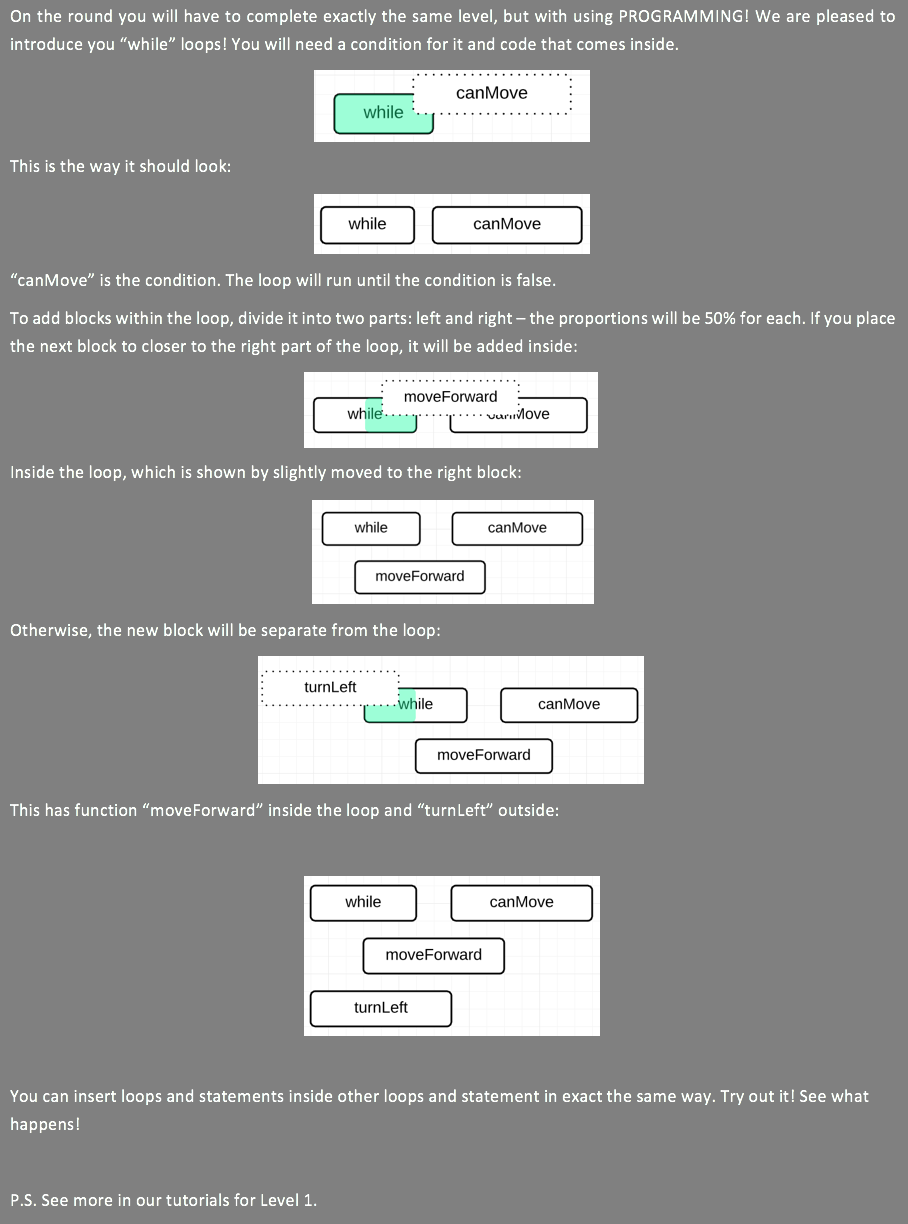 On the round you will have to complete exactly the same level, but with using PROGRAMMING! We are pleased to
introduce you “while” loops! You will need a condition for it and code that comes inside.
while canMove
This is the way it should look:
while canMove
“canMove” is the condition. The loop will run until the condition is false.
To add blocks within the loop, divide it into two parts: left and right – the proportions will be 50% for each. If you place
the next block to closer to the right part of the loop, it will be added inside:
moveForward
while canMove
Inside the loop, which is shown by slightly moved to the right block:
while canMove
moveForward
Otherwise, the new block will be separate from the loop:
turnLeft
while canMove
moveForward
This has function “moveForward” inside the loop and “turnLeft” outside:
while canMove
moveForward
turnLeft
You can insert loops and statements inside other loops and statement in exact the same way. Try out it! See what
happens!
P.S. See more in our tutorials for Level 1.